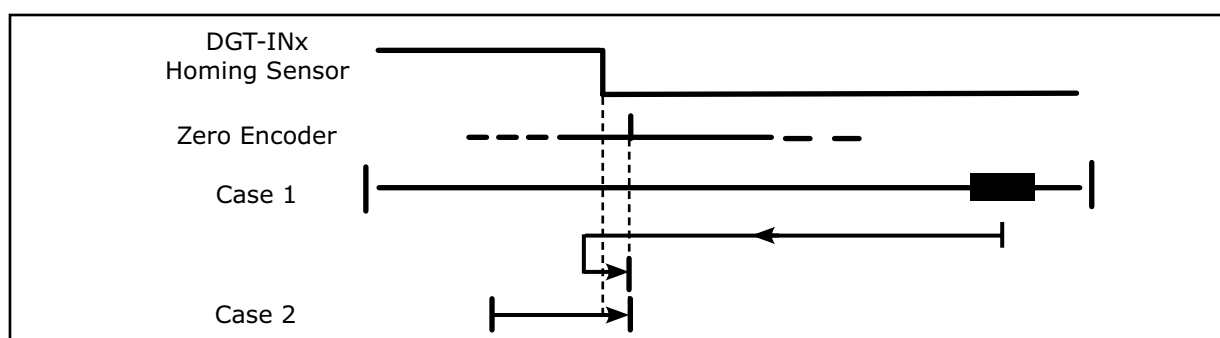 DGT-INx
Homing Sensor
Zero Encoder
Case 1
Case 2